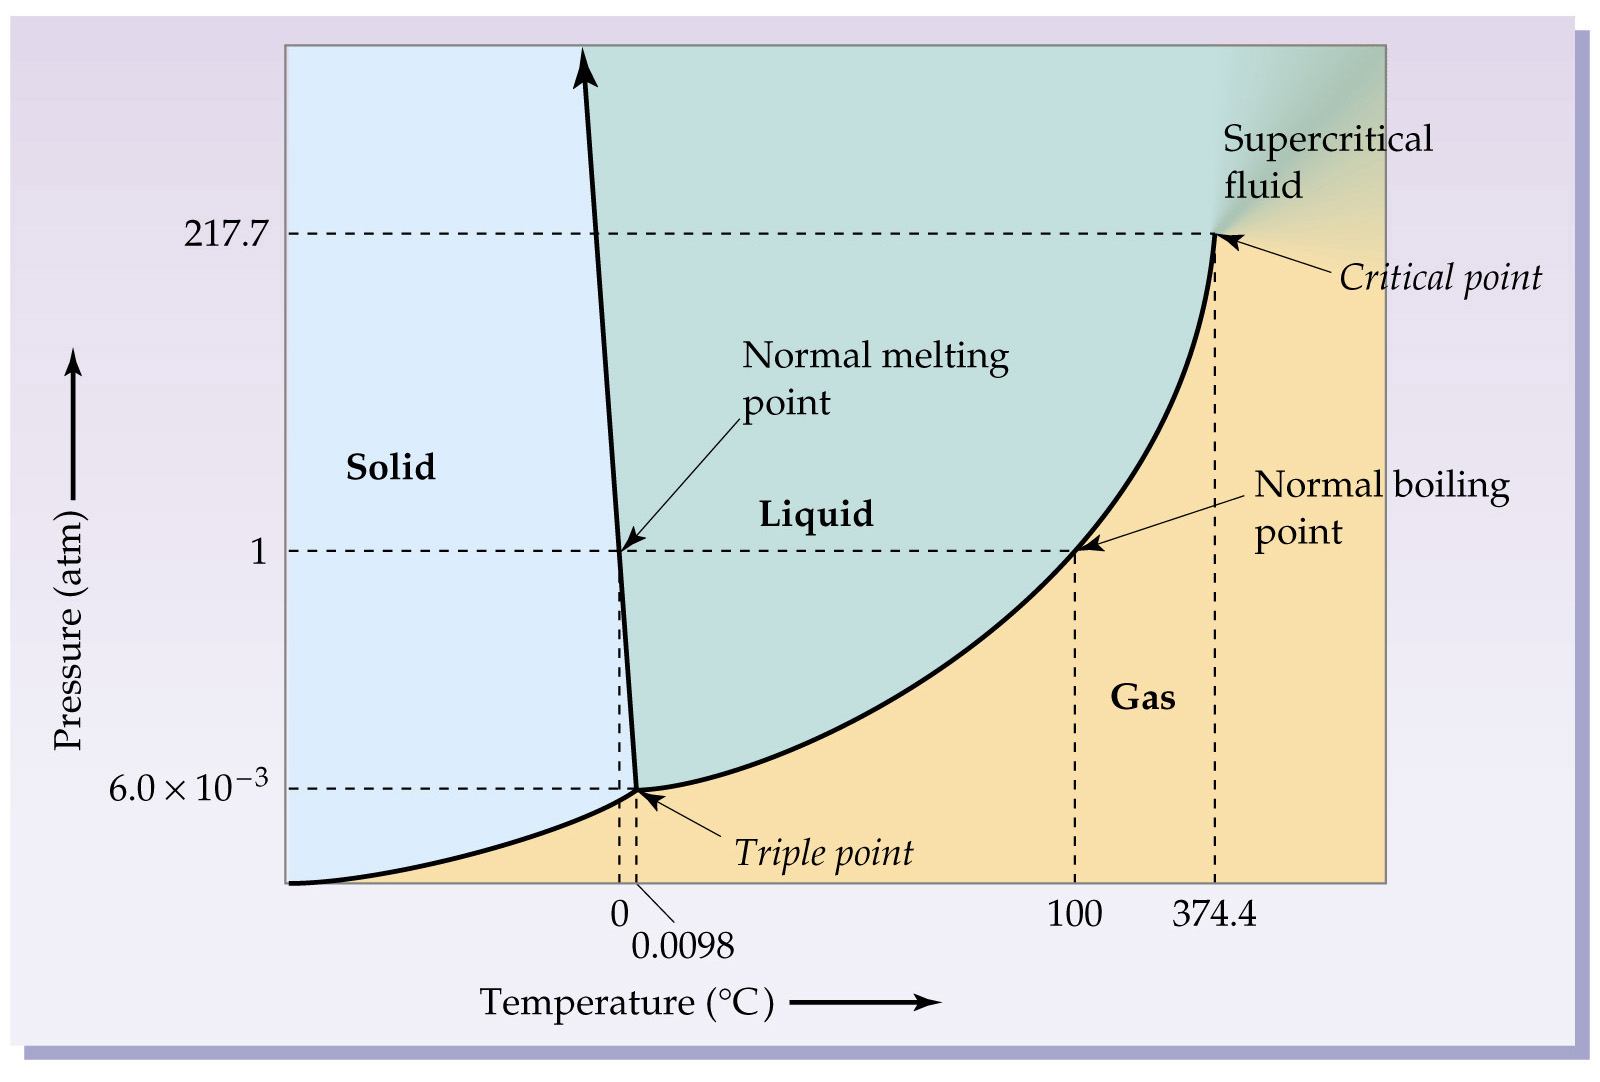 Supercritical
fluid
217.7
Critical point
Normal melting
point
Solid
Normal boiling
point
Liquid
1
Pressure (atm)
Gas
6.0 × 10⁻³
Triple point
0
100
374.4
0.0098
Temperature (°C)